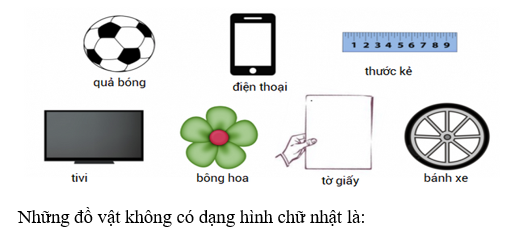 1 2 3 4 5 6 7 8 9
quả bóng
điện thoại
thước kẻ
tivi
bông hoa
tờ giấy
bánh xe
Những đồ vật không có dạng hình chữ nhật là: